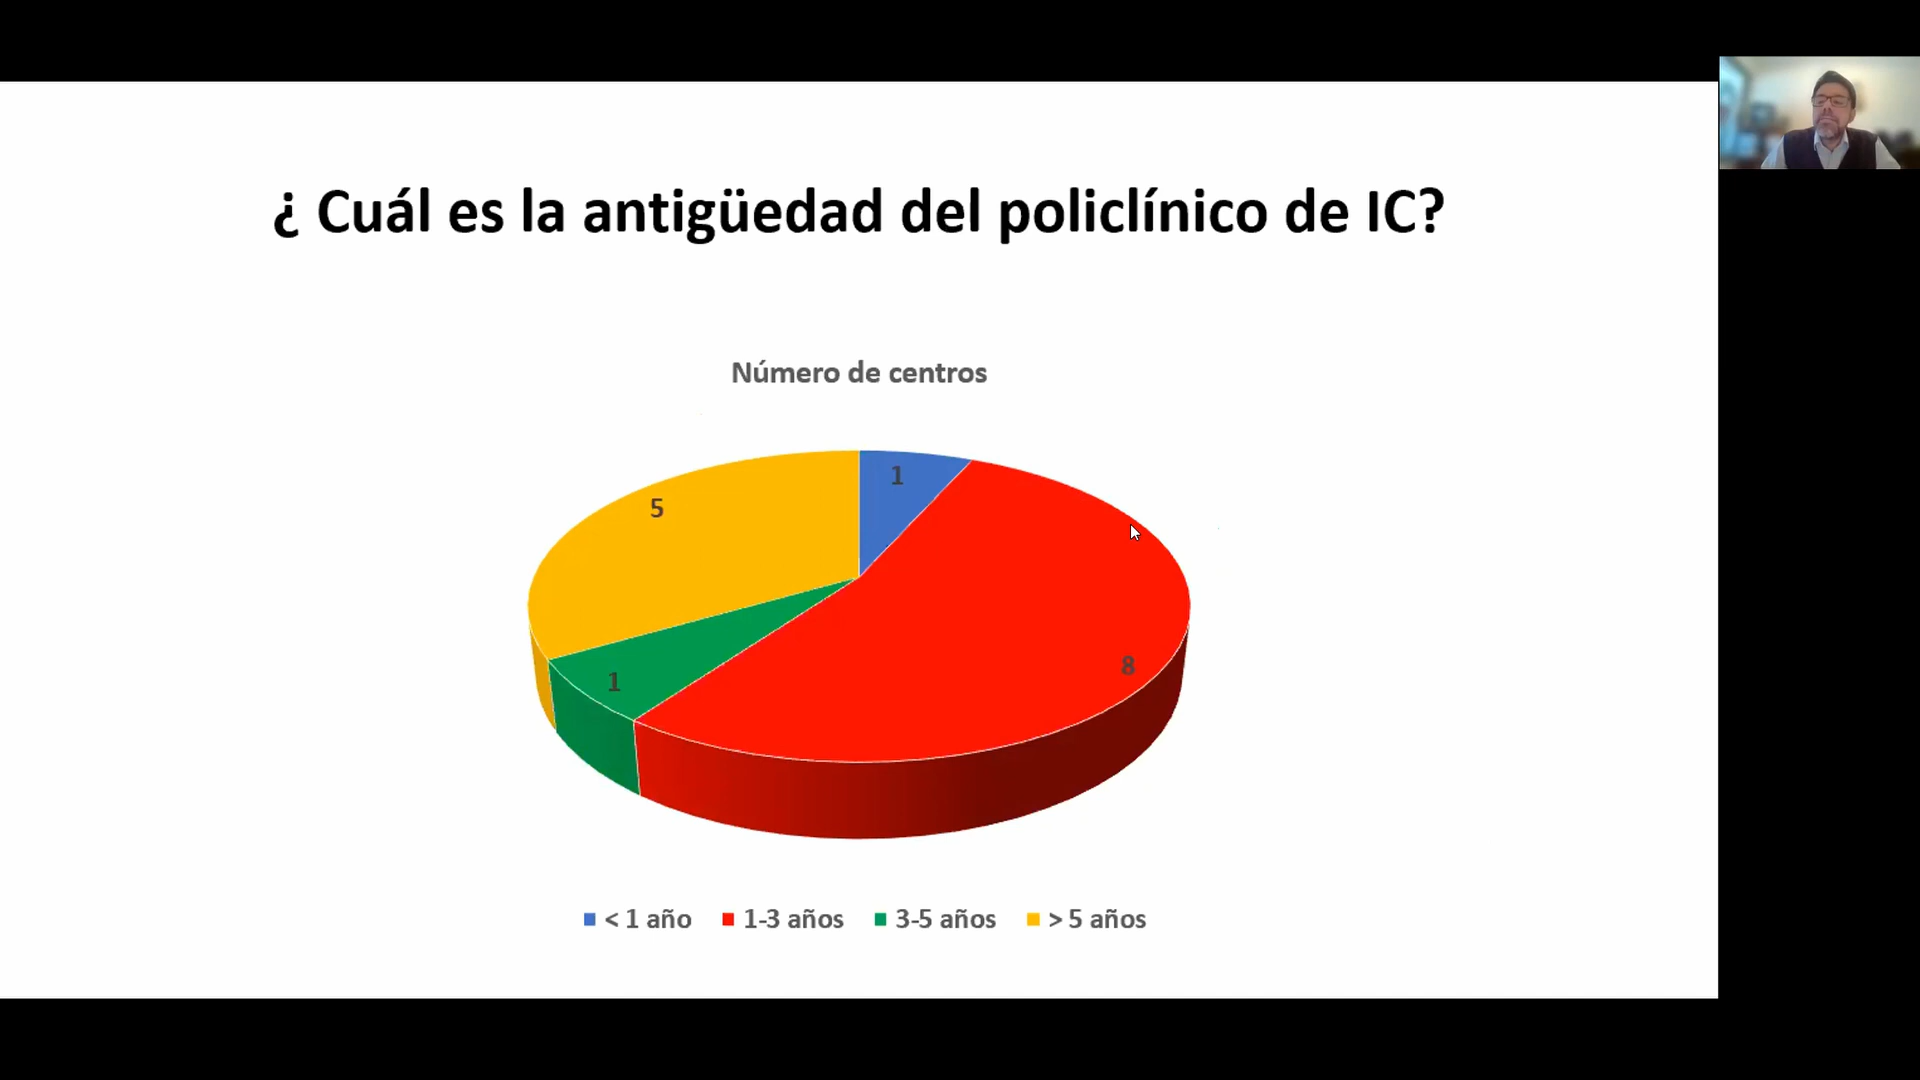 ¿ Cuál es la antigüedad del policlínico de IC?
Número de centros
1
5
8
1
< 1 año 1-3 años 3-5 años > 5 años